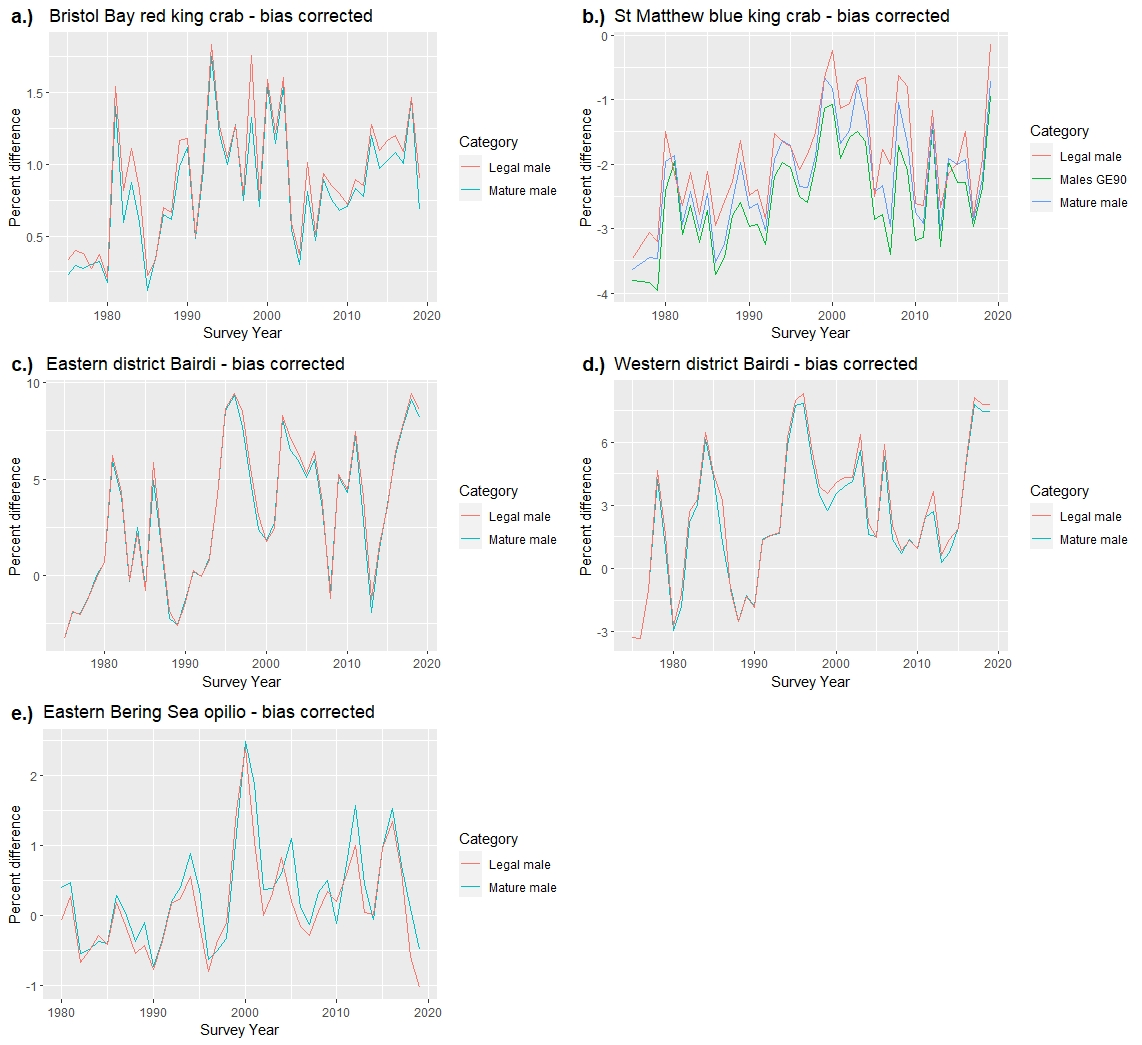 a.) Bristol Bay red king crab - bias corrected
Percent difference
1.5
1.0
0.5
1980 1990 2000 2010 2020
Survey Year
Category
Legal male
Mature male
b.) St Matthew blue king crab - bias corrected
Percent difference
0
-1
-2
-3
-4
1980 1990 2000 2010 2020
Survey Year
Category
Legal male
Males GE90
Mature male
c.) Eastern district Bairdi - bias corrected
Percent difference
10
5
0
1980 1990 2000 2010 2020
Survey Year
Category
Legal male
Mature male
d.) Western district Bairdi - bias corrected
Percent difference
6
3
0
-3
1980 1990 2000 2010 2020
Survey Year
Category
Legal male
Mature male
e.) Eastern Bering Sea opilio - bias corrected
Percent difference
2
1
0
-1
1980 1990 2000 2010 2020
Survey Year
Category
Legal male
Mature male